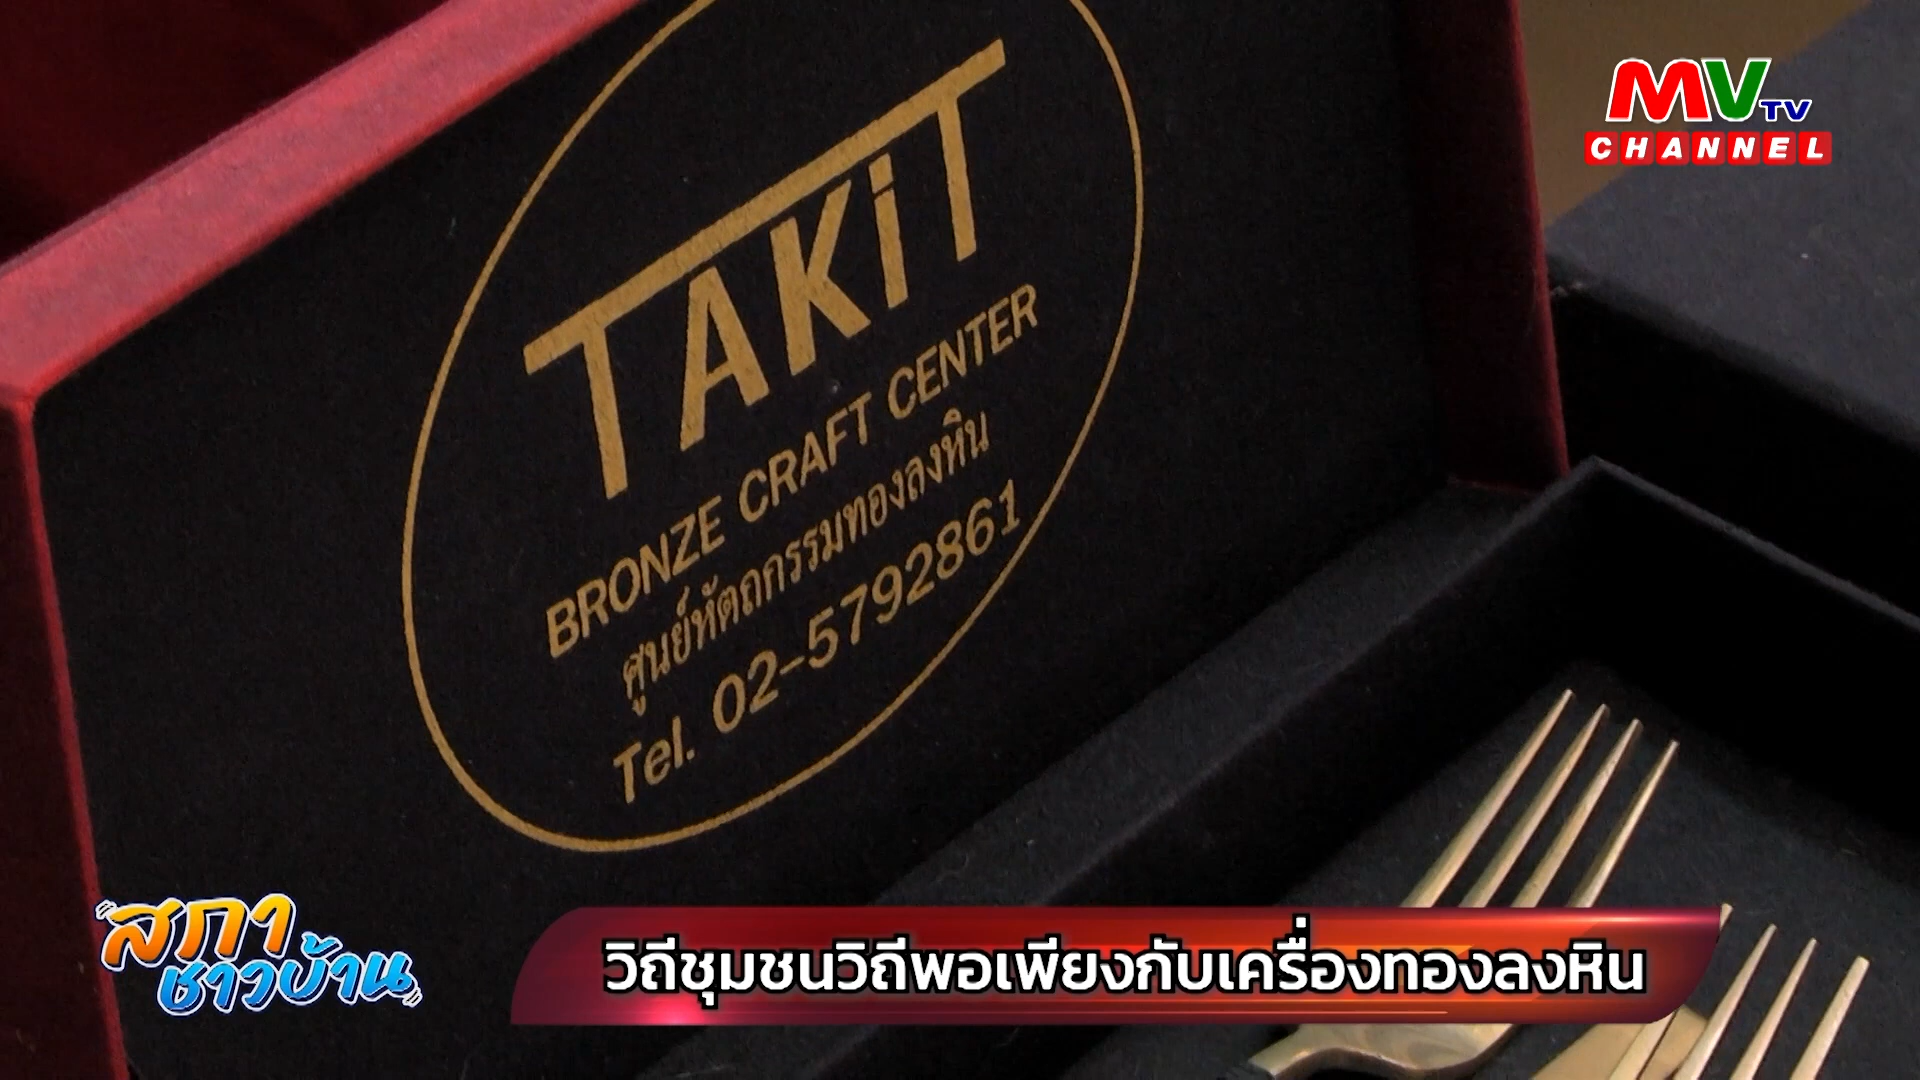 MVTV
CHANNEL
TAKiT
BRONZE CRAFT CENTER
ศูนย์หัตถกรรมทองลงหิน
Tel. 02-5792861
สภา
ชาวบ้าน
วิถีชุมชนวิถีพอเพียงกับเครื่องทองลงหิน